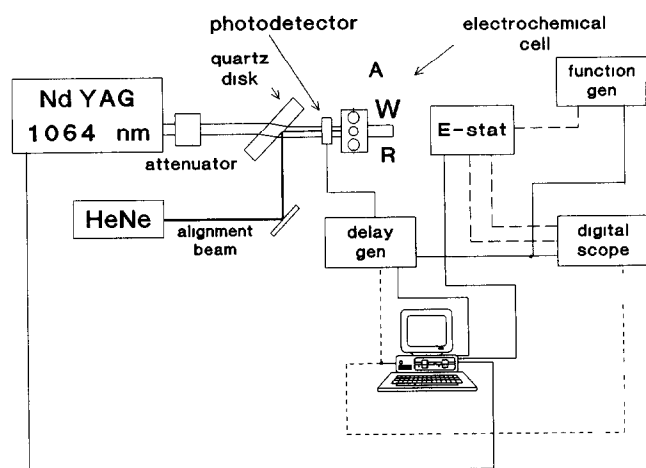 photodetector
electrochemical
cell
quartz
disk
A
function
gen
Nd YAG
1064 nm
W
E-stat
attenuator
R
HeNe
alignment
beam
delay
gen
digital
scope